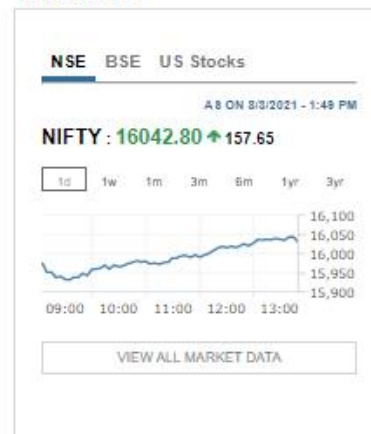 NSE BSE US Stocks
AS ON 8/3/2021 - 1:49 PM
NIFTY : 16042.80 157.65
1d 1w 1m 3m 6m 1yr 3yr
16,100
16,050
16,000
15,950
15,900
09:00 10:00 11:00 12:00 13:00
VIEW ALL MARKET DATA